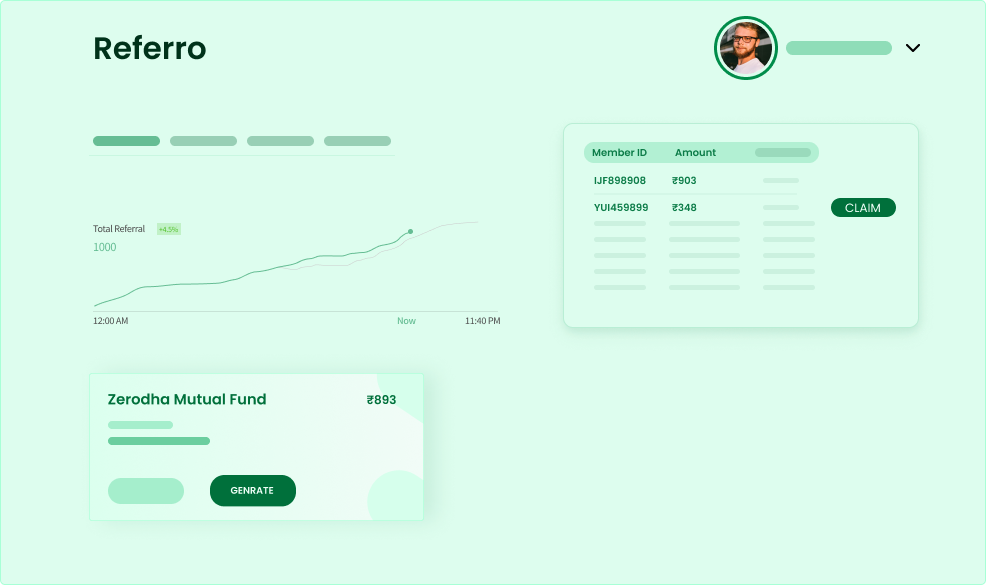 Referro
Member ID Amount
IJF898908 ₹903
YUI459899 ₹348
CLAIM
Total Referral +4.5%
1000
12:00 AM Now 11:40 PM
Zerodha Mutual Fund ₹893
GENRATE